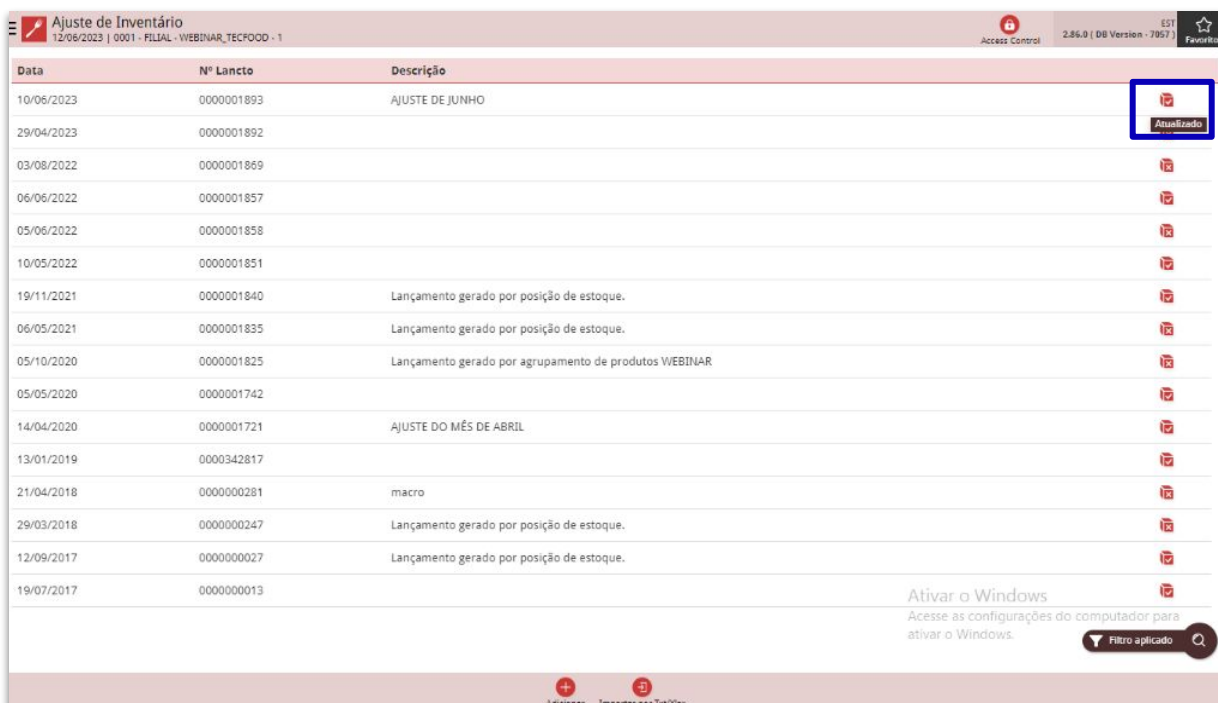 Ajuste de Inventário
12/06/2023 | 0001 - FILIAL - WEBINAR_TECFOOD - 1
Access Control
EST
2.86.0 ( DB Version - 7057 )
Favorito
Data Nº Lancto Descrição
10/06/2023 0000001893 AJUSTE DE JUNHO
Atualizado
29/04/2023 0000001892
03/08/2022 0000001869
06/06/2022 0000001857
05/06/2022 0000001858
10/05/2022 0000001851
19/11/2021 0000001840 Lançamento gerado por posição de estoque.
06/05/2021 0000001835 Lançamento gerado por posição de estoque.
05/10/2020 0000001825 Lançamento gerado por agrupamento de produtos WEBINAR
05/05/2020 0000001742
14/04/2020 0000001721 AJUSTE DO MÊS DE ABRIL
13/01/2019 0000342817
21/04/2018 0000000281 macro
29/03/2018 0000000247 Lançamento gerado por posição de estoque.
12/09/2017 0000000027 Lançamento gerado por posição de estoque.
19/07/2017 0000000013
Ativar o Windows
Acesse as configurações do computador para
ativar o Windows.
Filtro aplicado